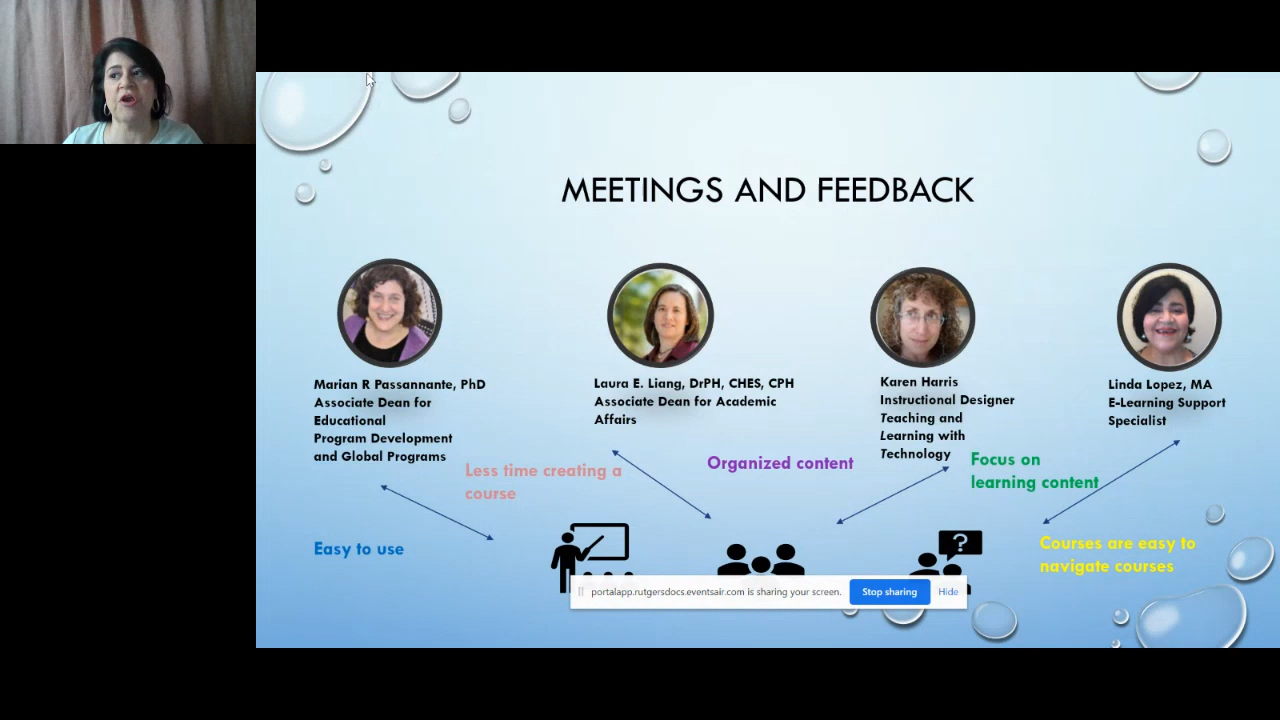 MEETINGS AND FEEDBACK
Marian R Passannante, PhD
Associate Dean for
Educational
Program Development
and Global Programs
Laura E. Liang, DrPH, CHES, CPH
Associate Dean for Academic
Affairs
Karen Harris
Instructional Designer
Teaching and
Learning with
Technology
Linda Lopez, MA
E-Learning Support
Specialist
Less time creating a
course
Organized content
Focus on
learning content
Easy to use
?
Courses are easy to
navigate courses
portalapp.rutgersdocs.eventsair.com is sharing your screen.
Stop sharing
Hide